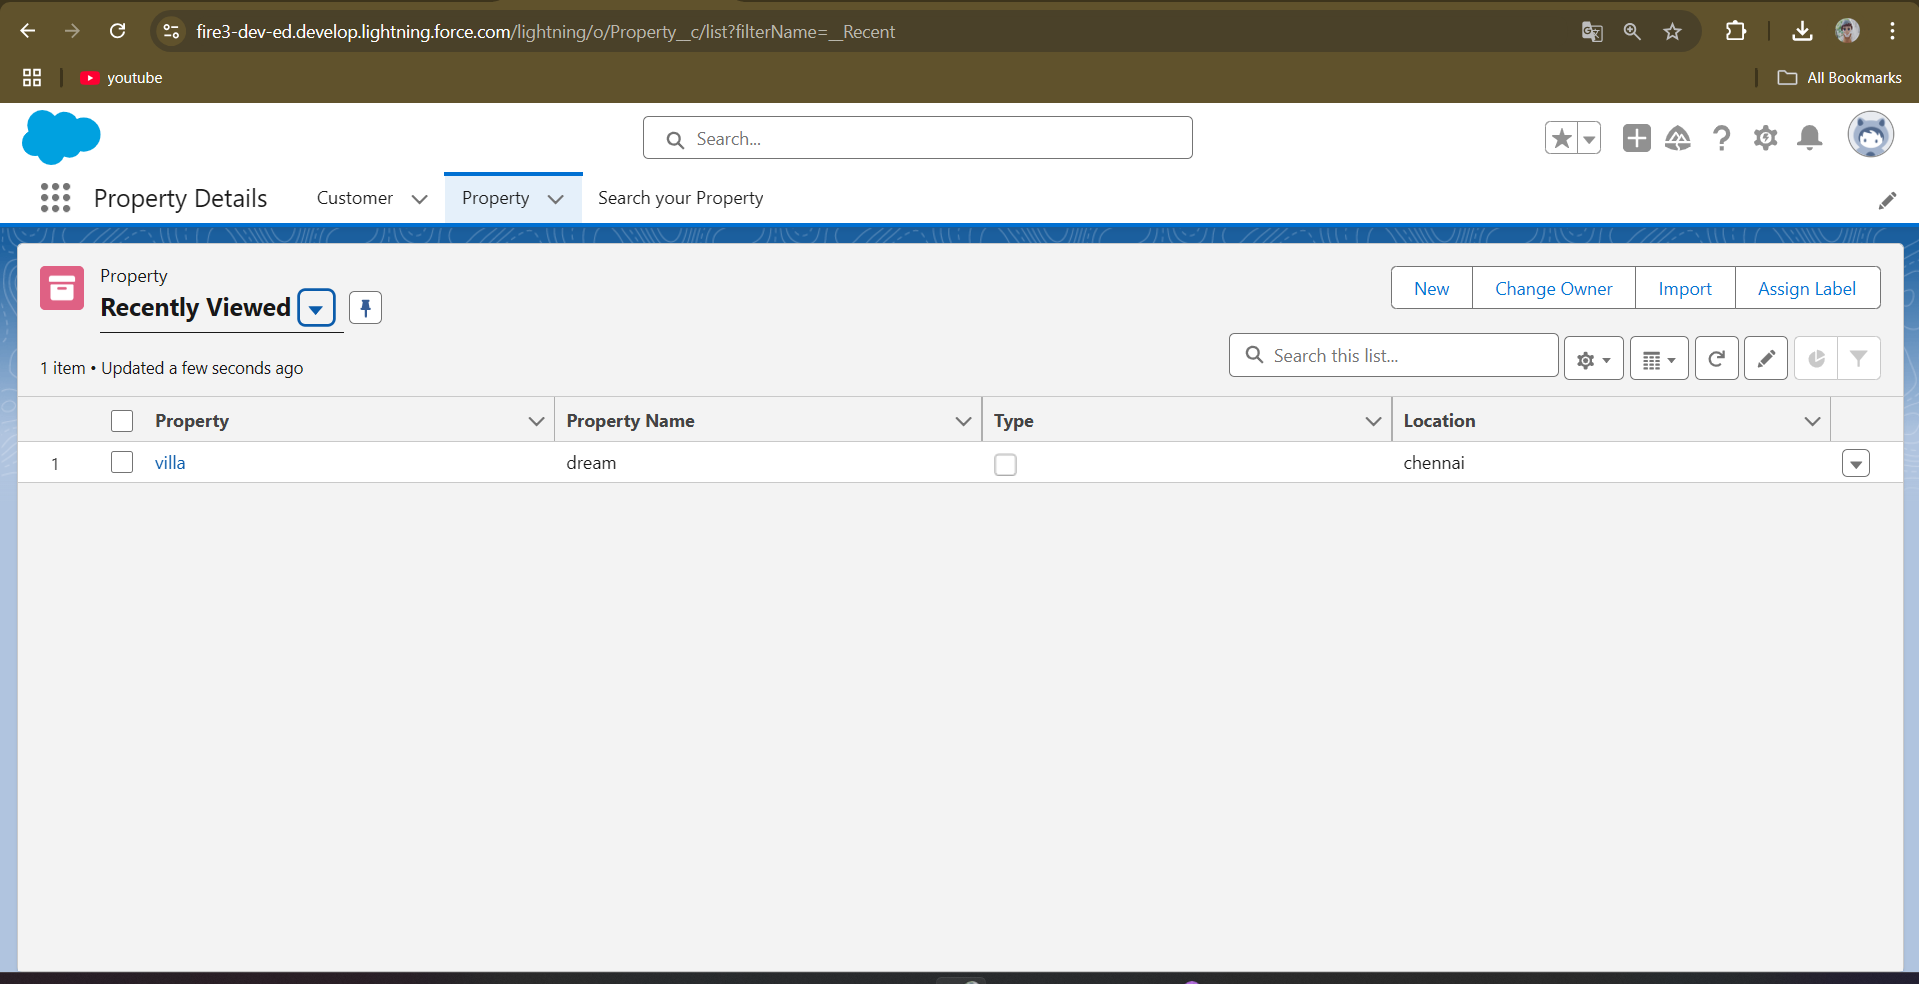 fire3-dev-ed.develop.lightning.force.com/lightning/o/Property__c/list?filterName=__Recent
youtube
All Bookmarks
Search...
Property Details
Customer
Property
Search your Property
Property
Recently Viewed
New
Change Owner
Import
Assign Label
1 item • Updated a few seconds ago
Search this list...
Property
Property Name
Type
Location
1
villa
dream
chennai